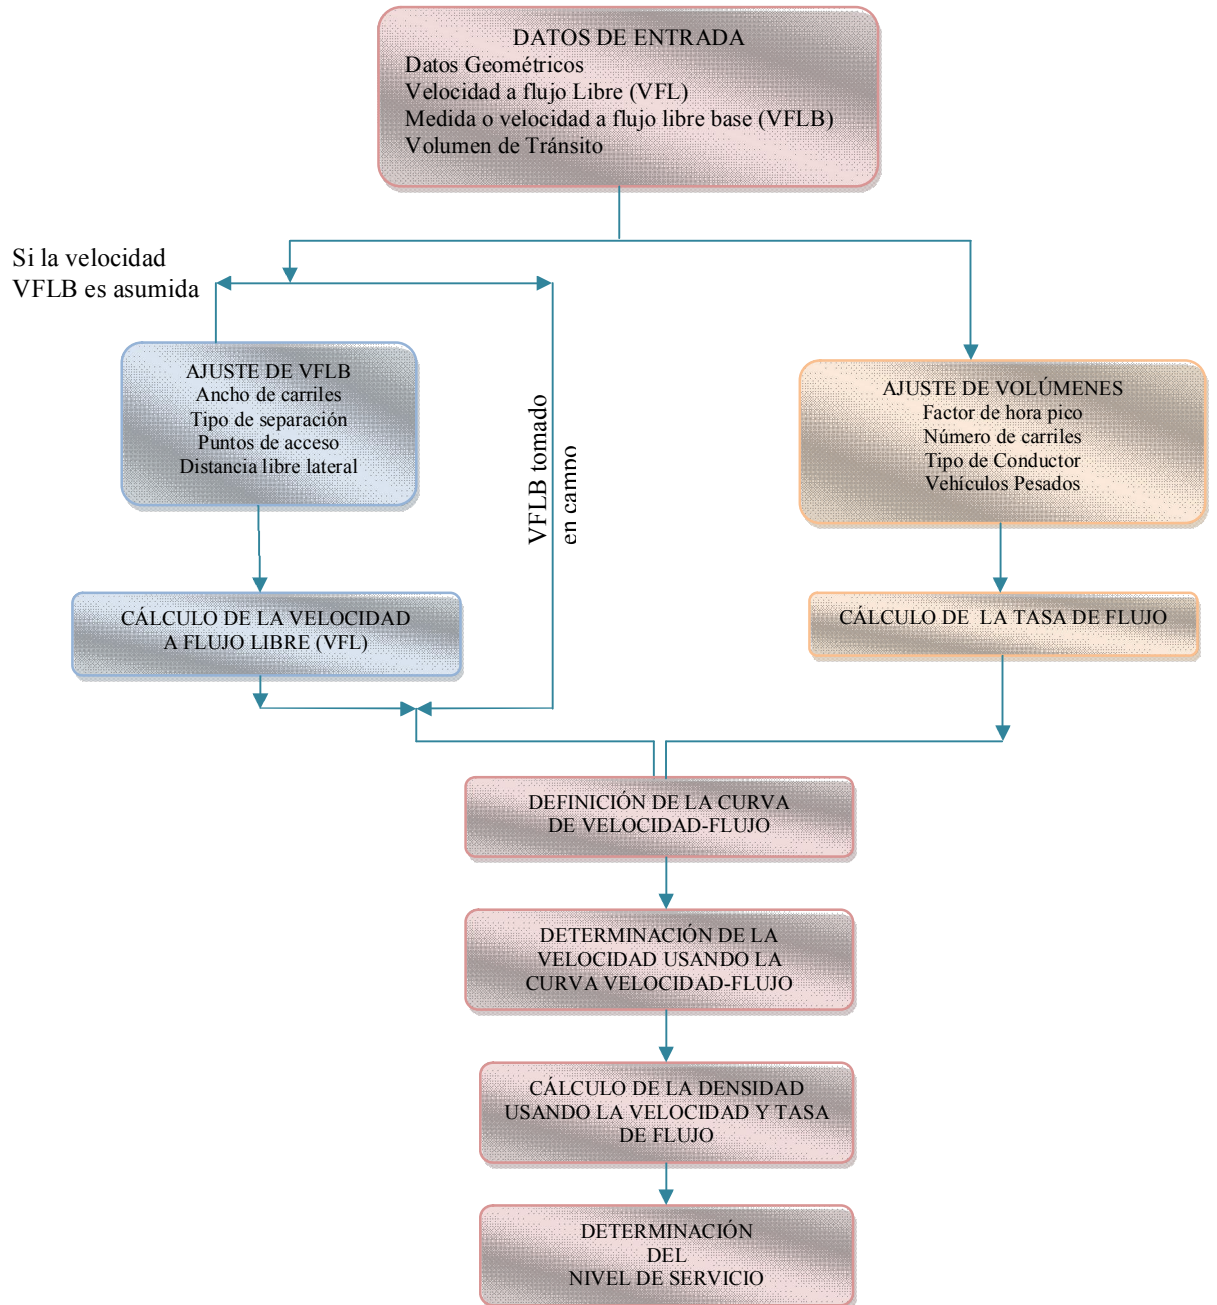 DATOS DE ENTRADA
Datos Geométricos
Velocidad a flujo Libre (VFL)
Medida o velocidad a flujo libre base (VFLB)
Volumen de Tránsito
Si la velocidad
VFLB es asumida
AJUSTE DE VFLB
Ancho de carriles
Tipo de separación
Puntos de acceso
Distancia libre lateral
VFLB tomado
en campo
AJUSTE DE VOLÚMENES
Factor de hora pico
Número de carriles
Tipo de Conductor
Vehículos Pesados
CÁLCULO DE LA VELOCIDAD
A FLUJO LIBRE (VFL)
CÁLCULO DE LA TASA DE FLUJO
DEFINICIÓN DE LA CURVA
DE VELOCIDAD-FLUJO
DETERMINACIÓN DE LA
VELOCIDAD USANDO LA
CURVA VELOCIDAD-FLUJO
CÁLCULO DE LA DENSIDAD
USANDO LA VELOCIDAD Y TASA
DE FLUJO
DETERMINACIÓN
DEL
NIVEL DE SERVICIO